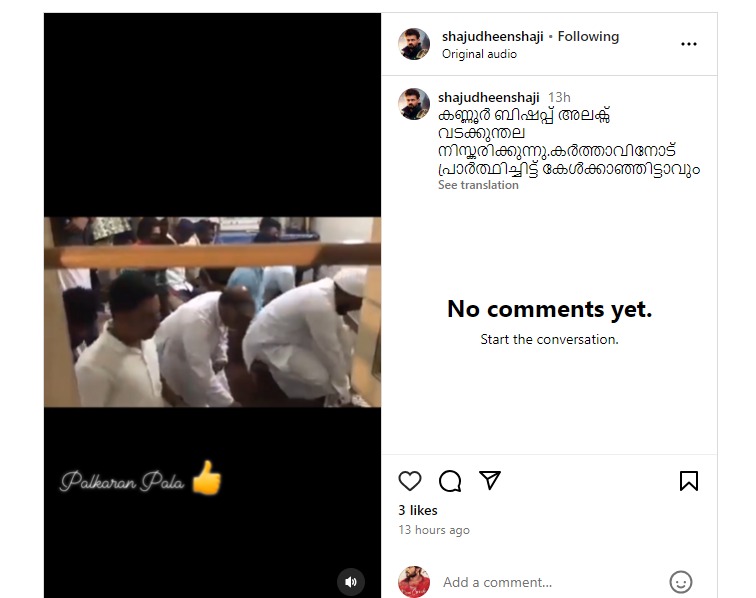 shajudheenshaji • Following
Original audio
shajudheenshaji 13h
കണ്ണൂർ ബിഷപ്പ് അലക്സ്
വടക്കുന്തല
നിസ്കരിക്കുന്നു.കർത്താവിനോട്
പ്രാർത്ഥിച്ചിട്ട് കേൾക്കാഞ്ഞിട്ടാവും
See translation
No comments yet.
Start the conversation.
Palkaran Pala 👍
3 likes
13 hours ago
Add a comment...